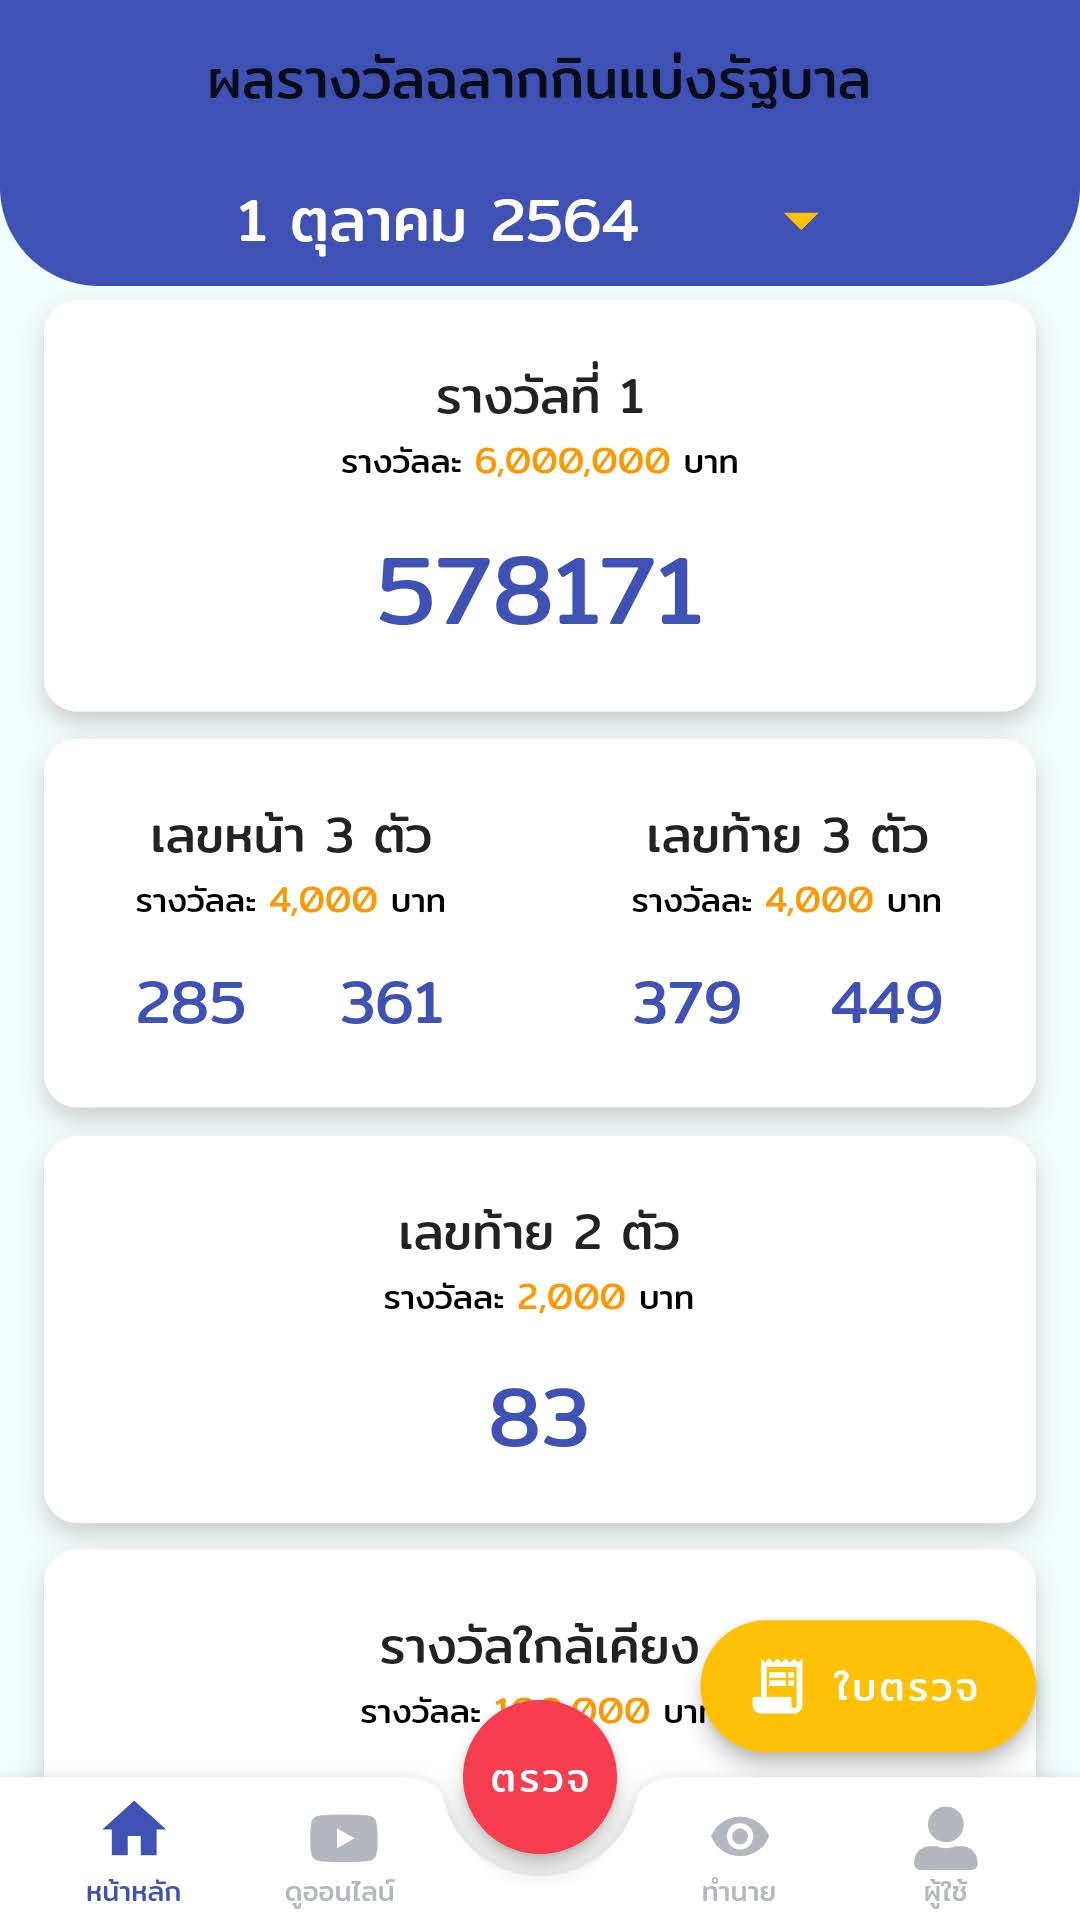 ผลรางวัลฉลากกินแบ่งรัฐบาล
1 ตุลาคม 2564
รางวัลที่ 1
รางวัลละ 6,000,000 บาท
578171
เลขหน้า 3 ตัว เลขท้าย 3 ตัว
รางวัลละ 4,000 บาท รางวัลละ 4,000 บาท
285 361 379 449
เลขท้าย 2 ตัว
รางวัลละ 2,000 บาท
83
รางวัลใกล้เคียง
รางวัลละ
ใบตรวจ
ตรวจ
หน้าหลัก ดูออนไลน์ ทำนาย ผู้ใช้